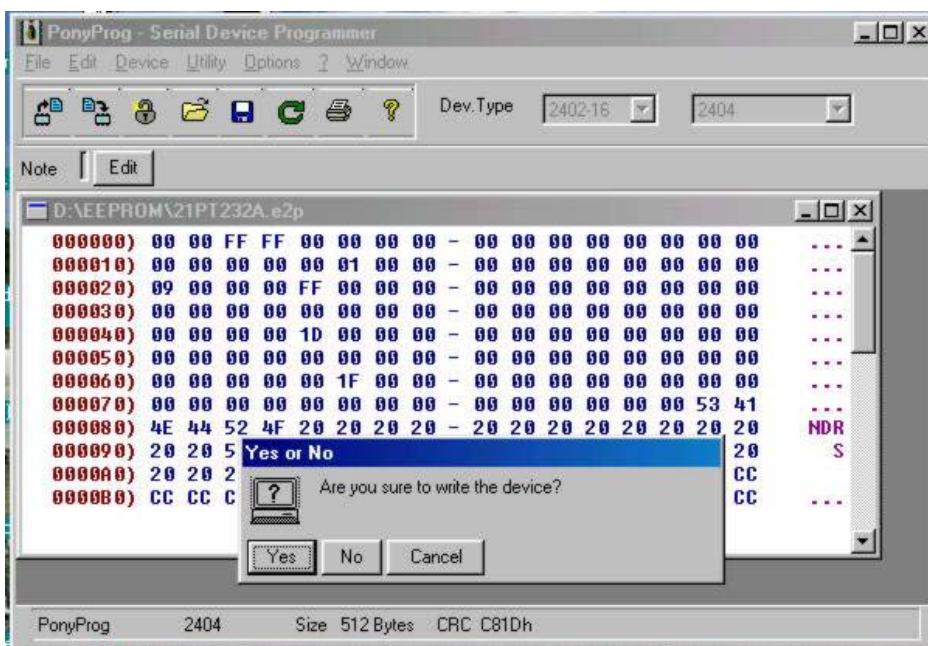 PonyProg - Serial Device Programmer
File Edit Device Utility Options ? Window
Dev.Type 2402-16 2404
Note Edit
D:\EEPROM\21PT232A.e2p
000000) 00 00 FF FF 00 00 00 00 - 00 00 00 00 00 00 00 00 ...
000010) 00 00 00 00 00 01 00 00 - 00 00 00 00 00 00 00 00 ...
000020) 09 00 00 00 FF 00 00 00 - 00 00 00 00 00 00 00 00 ...
000030) 00 00 00 00 00 00 00 00 - 00 00 00 00 00 00 00 00 ...
000040) 00 00 00 00 1D 00 00 00 - 00 00 00 00 00 00 00 00 ...
000050) 00 00 00 00 00 00 00 00 - 00 00 00 00 00 00 00 00 ...
000060) 00 00 00 00 00 1F 00 00 - 00 00 00 00 00 00 00 00 ...
000070) 00 00 00 00 00 00 00 00 - 00 00 00 00 00 00 53 41 ...
000080) 4E 44 52 4F 20 20 20 20 - 20 20 20 20 20 20 20 20 NDR
000090) 20 20 5 20 S
0000A0) 20 20 2 CC
0000B0) CC CC C CC ...
Yes or No
Are you sure to write the device?
Yes No Cancel
PonyProg 2404 Size 512 Bytes CRC C81Dh